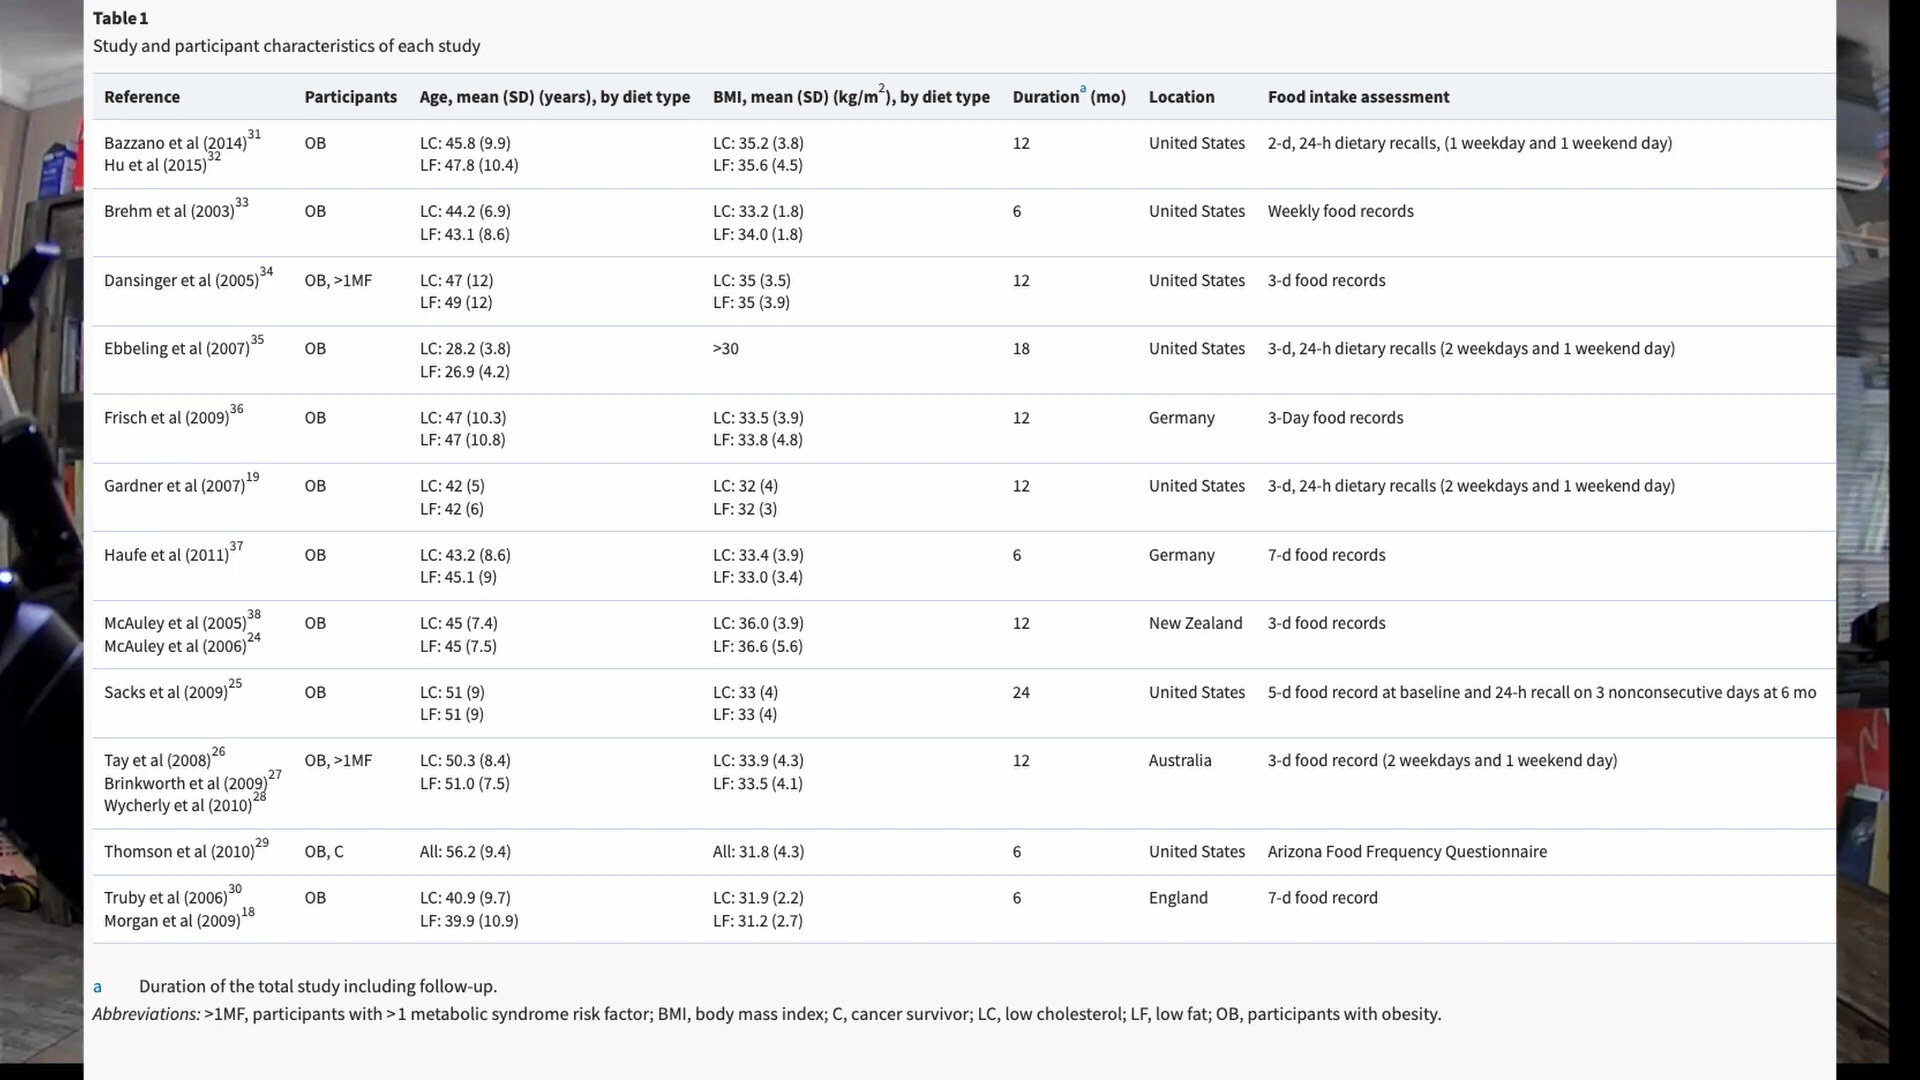 Table 1
Study and participant characteristics of each study
Reference Participants Age, mean (SD) (years), by diet type BMI, mean (SD) (kg/m2), by diet type Durationa (mo) Location Food intake assessment
Bazzano et al (2014)31 OB LC: 45.8 (9.9) LC: 35.2 (3.8) 12 United States 2-d, 24-h dietary recalls, (1 weekday and 1 weekend day)
Hu et al (2015)32 LF: 47.8 (10.4) LF: 35.6 (4.5)
Brehm et al (2003)33 OB LC: 44.2 (6.9) LC: 33.2 (1.8) 6 United States Weekly food records
LF: 43.1 (8.6) LF: 34.0 (1.8)
Dansinger et al (2005)34 OB, >1MF LC: 47 (12) LC: 35 (3.5) 12 United States 3-d food records
LF: 49 (12) LF: 35 (3.9)
Ebbeling et al (2007)35 OB LC: 28.2 (3.8) >30 18 United States 3-d, 24-h dietary recalls (2 weekdays and 1 weekend day)
LF: 26.9 (4.2)
Frisch et al (2009)36 OB LC: 47 (10.3) LC: 33.5 (3.9) 12 Germany 3-Day food records
LF: 47 (10.8) LF: 33.8 (4.8)
Gardner et al (2007)19 OB LC: 42 (5) LC: 32 (4) 12 United States 3-d, 24-h dietary recalls (2 weekdays and 1 weekend day)
LF: 42 (6) LF: 32 (3)
Haufe et al (2011)37 OB LC: 43.2 (8.6) LC: 33.4 (3.9) 6 Germany 7-d food records
LF: 45.1 (9) LF: 33.0 (3.4)
McAuley et al (2005)38 OB LC: 45 (7.4) LC: 36.0 (3.9) 12 New Zealand 3-d food records
McAuley et al (2006)24 LF: 45 (7.5) LF: 36.6 (5.6)
Sacks et al (2009)25 OB LC: 51 (9) LC: 33 (4) 24 United States 5-d food record at baseline and 24-h recall on 3 nonconsecutive days at 6 mo
LF: 51 (9) LF: 33 (4)
Tay et al (2008)26 OB, >1MF LC: 50.3 (8.4) LC: 33.9 (4.3) 12 Australia 3-d food record (2 weekdays and 1 weekend day)
Brinkworth et al (2009)27 LF: 51.0 (7.5) LF: 33.5 (4.1)
Wycherly et al (2010)28
Thomson et al (2010)29 OB, C All: 56.2 (9.4) All: 31.8 (4.3) 6 United States Arizona Food Frequency Questionnaire
Truby et al (2006)30 OB LC: 40.9 (9.7) LC: 31.9 (2.2) 6 England 7-d food record
Morgan et al (2009)18 LF: 39.9 (10.9) LF: 31.2 (2.7)
a Duration of the total study including follow-up.
Abbreviations: >1MF, participants with >1 metabolic syndrome risk factor; BMI, body mass index; C, cancer survivor; LC, low cholesterol; LF, low fat; OB, participants with obesity.